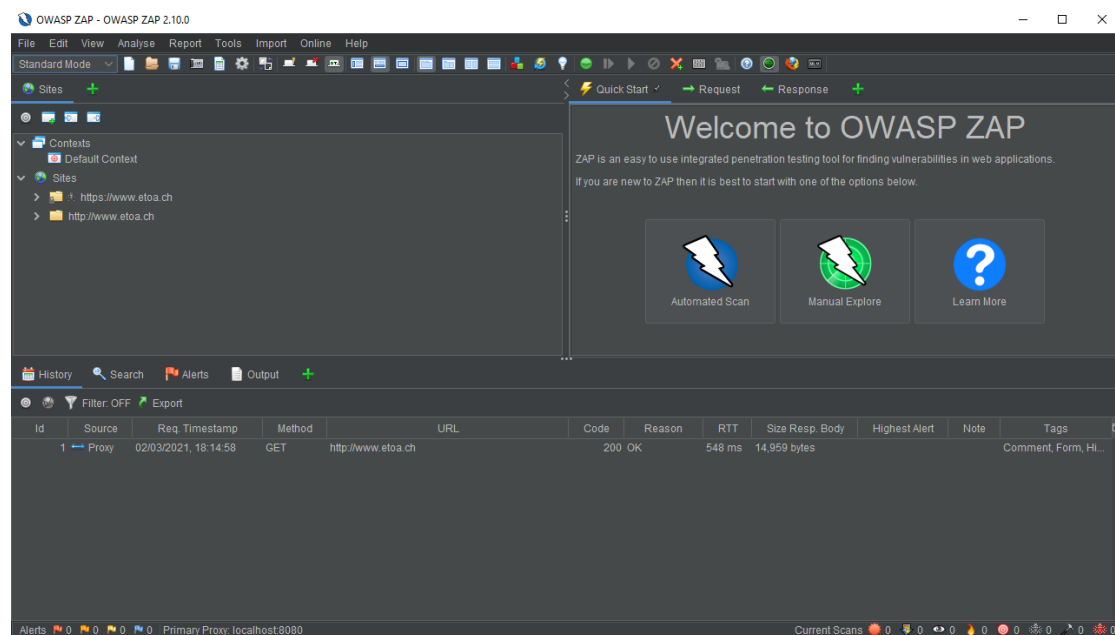 OWASP ZAP - OWASP ZAP 2.10.0
File Edit View Analyse Report Tools Import Online Help
Standard Mode
Sites
Quick Start Request Response
Contexts
Default Context
Sites
https://www.etoa.ch
http://www.etoa.ch
Welcome to OWASP ZAP
ZAP is an easy to use integrated penetration testing tool for finding vulnerabilities in web applications.
If you are new to ZAP then it is best to start with one of the options below.
Automated Scan Manual Explore Learn More
History Search Alerts Output
Filter: OFF Export
Id Source Req. Timestamp Method URL Code Reason RTT Size Resp. Body Highest Alert Note Tags
1 Proxy 02/03/2021, 18:14:58 GET http://www.etoa.ch 200 OK 548 ms 14,959 bytes Comment, Form, Hi...
Alerts 0 0 0 0 Primary Proxy: localhost:8080 Current Scans 0 0 0 0 0 0 0 0